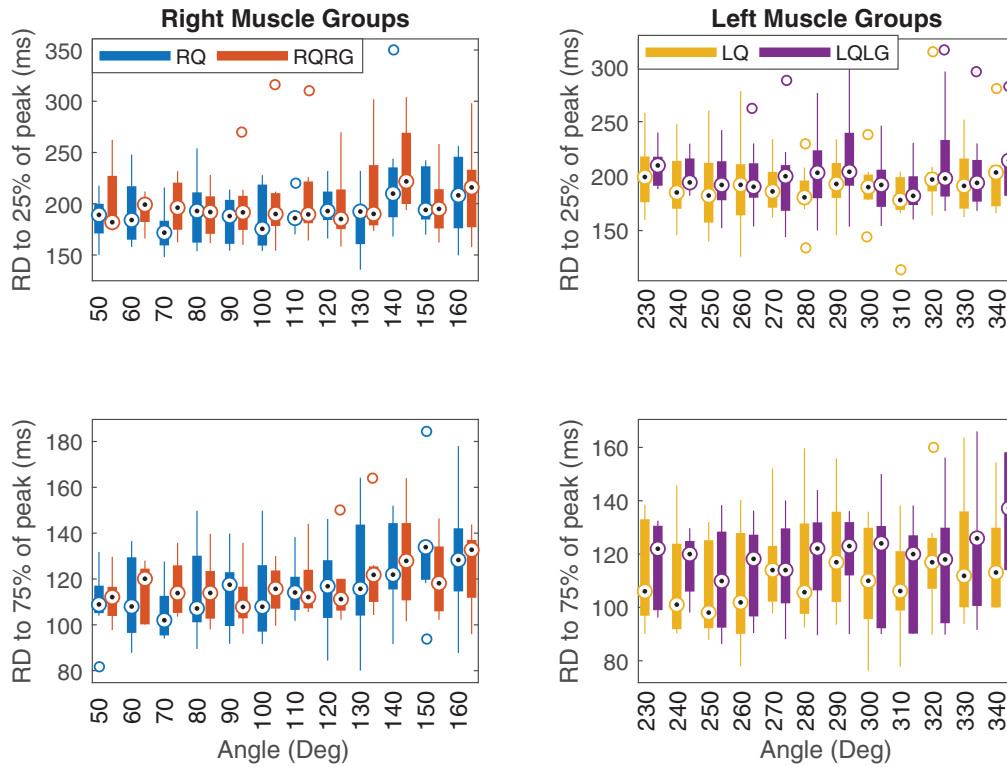 Right Muscle Groups
Left Muscle Groups
RQ RQRG
LQ LQLG
RD to 25% of peak (ms)
350
300
250
200
150
50 60 70 80 90 100 110 120 130 140 150 160
RD to 25% of peak (ms)
300
250
200
150
230 240 250 260 270 280 290 300 310 320 330 340
RD to 75% of peak (ms)
180
160
140
120
100
80
50 60 70 80 90 100 110 120 130 140 150 160
Angle (Deg)
RD to 75% of peak (ms)
160
140
120
100
80
230 240 250 260 270 280 290 300 310 320 330 340
Angle (Deg)